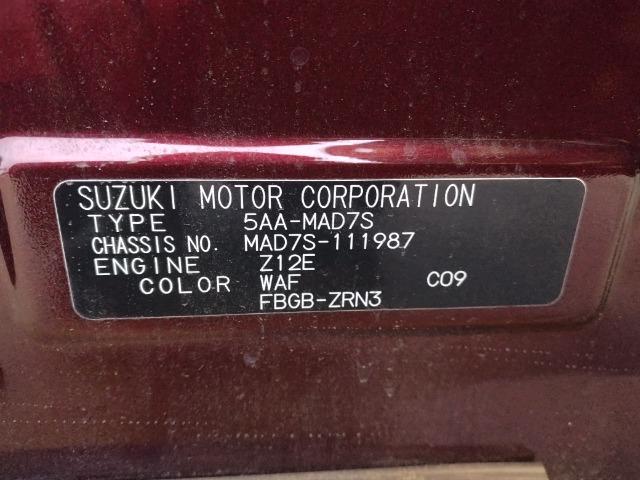 SUZUKI MOTOR CORPORATION
TYPE 5AA-MAD7S
CHASSIS NO. MAD7S-111987
ENGINE Z12E
COLOR WAF C09
FBGB-ZRN3